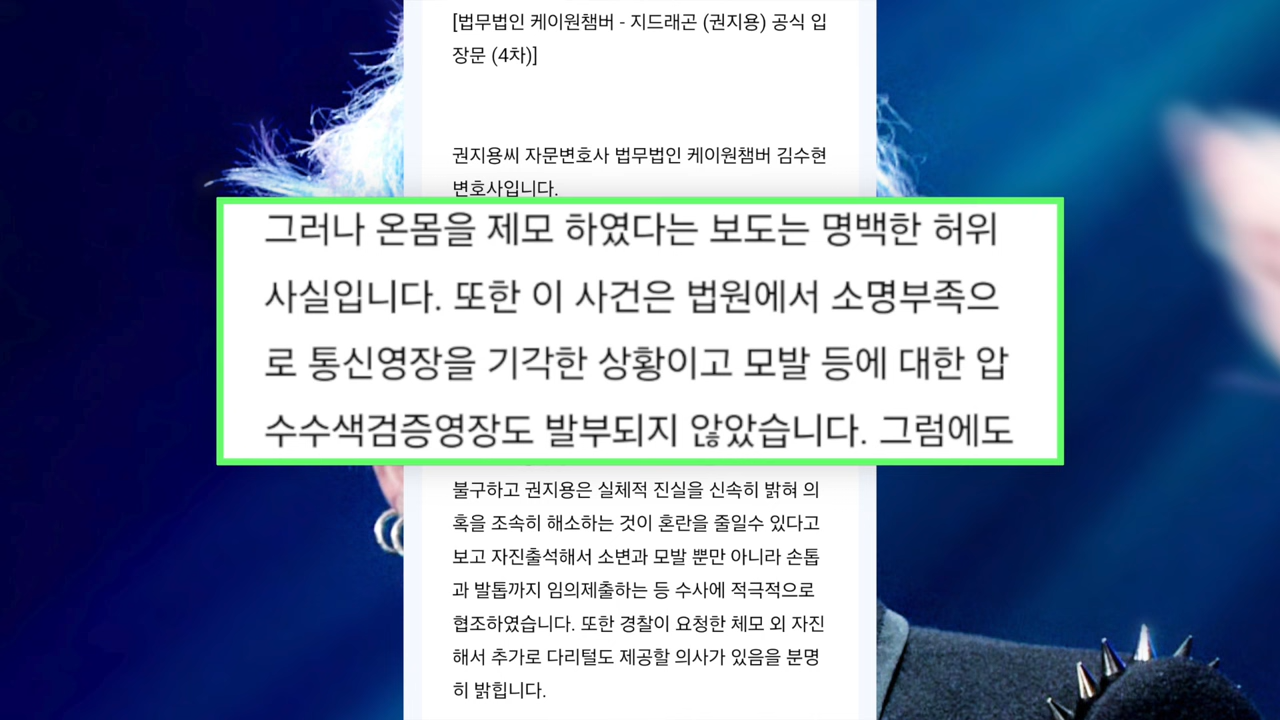 [법무법인 케이원챔버 - 지드래곤 (권지용) 공식 입
장문 (4차)]
권지용씨 자문변호사 법무법인 케이원챔버 김수현
변호사입니다.
그러나 온몸을 제모 하였다는 보도는 명백한 허위
사실입니다. 또한 이 사건은 법원에서 소명부족으
로 통신영장을 기각한 상황이고 모발 등에 대한 압
수수색검증영장도 발부되지 않았습니다. 그럼에도
불구하고 권지용은 실체적 진실을 신속히 밝혀 의
혹을 조속히 해소하는 것이 혼란을 줄일수 있다고
보고 자진출석해서 소변과 모발 뿐만 아니라 손톱
과 발톱까지 임의제출하는 등 수사에 적극적으로
협조하였습니다. 또한 경찰이 요청한 체모 외 자진
해서 추가로 다리털도 제공할 의사가 있음을 분명
히 밝힙니다.